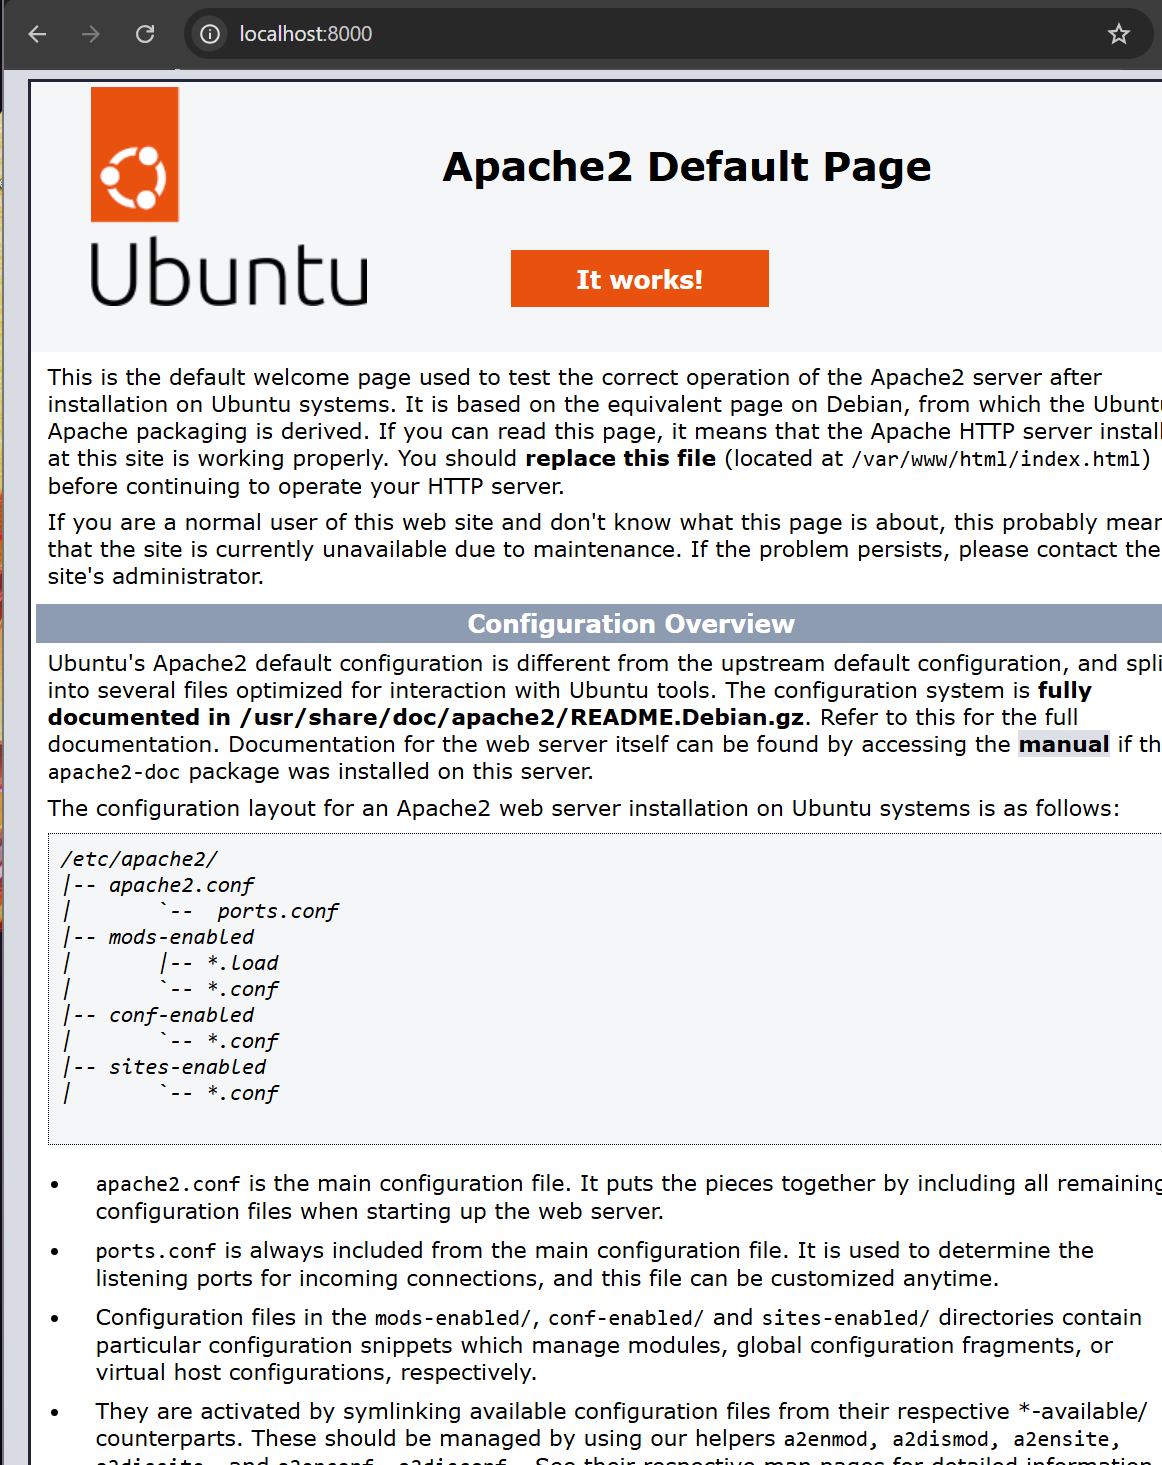 localhost:8000
Apache2 Default Page
Ubuntu
It works!
This is the default welcome page used to test the correct operation of the Apache2 server after
installation on Ubuntu systems. It is based on the equivalent page on Debian, from which the Ubuntu
Apache packaging is derived. If you can read this page, it means that the Apache HTTP server install
at this site is working properly. You should replace this file (located at /var/www/html/index.html)
before continuing to operate your HTTP server.
If you are a normal user of this web site and don't know what this page is about, this probably mean
that the site is currently unavailable due to maintenance. If the problem persists, please contact the
site's administrator.
Configuration Overview
Ubuntu's Apache2 default configuration is different from the upstream default configuration, and spli
into several files optimized for interaction with Ubuntu tools. The configuration system is fully
documented in /usr/share/doc/apache2/README.Debian.gz. Refer to this for the full
documentation. Documentation for the web server itself can be found by accessing the manual if th
apache2-doc package was installed on this server.
The configuration layout for an Apache2 web server installation on Ubuntu systems is as follows:
/etc/apache2/
|-- apache2.conf
|       `--  ports.conf
|-- mods-enabled
|       |-- *.load
|       `-- *.conf
|-- conf-enabled
|       `-- *.conf
|-- sites-enabled
|       `-- *.conf
• apache2.conf is the main configuration file. It puts the pieces together by including all remaining
configuration files when starting up the web server.
• ports.conf is always included from the main configuration file. It is used to determine the
listening ports for incoming connections, and this file can be customized anytime.
• Configuration files in the mods-enabled/, conf-enabled/ and sites-enabled/ directories contain
particular configuration snippets which manage modules, global configuration fragments, or
virtual host configurations, respectively.
• They are activated by symlinking available configuration files from their respective *-available/
counterparts. These should be managed by using our helpers a2enmod, a2dismod, a2ensite,
a2dissite, and a2enconf, a2disconf. See their respective man pages for detailed information.